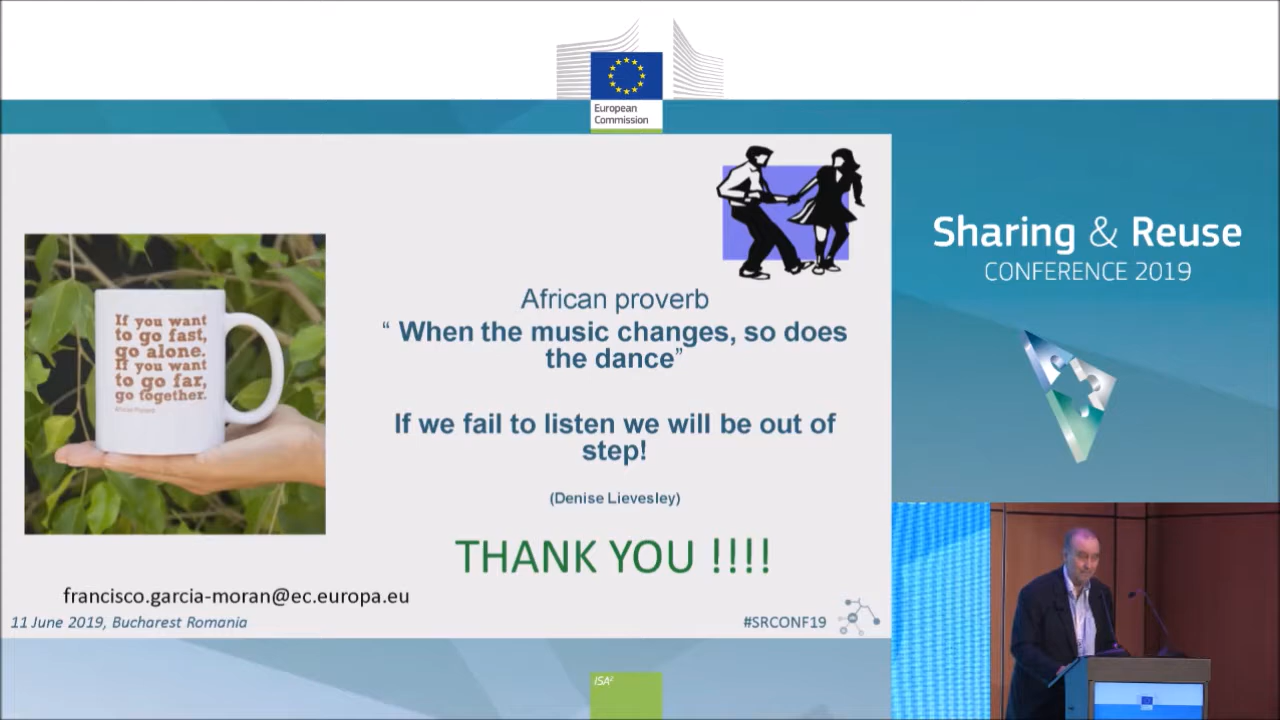 European
Commission
Sharing & Reuse
CONFERENCE 2019
If you want
to go fast,
go alone.
If you want
to go far,
go together.
African Proverb
African proverb
“ When the music changes, so does
the dance”
If we fail to listen we will be out of
step!
(Denise Lievesley)
THANK YOU !!!!
francisco.garcia-moran@ec.europa.eu
11 June 2019, Bucharest Romania
#SRCONF19
ISA²